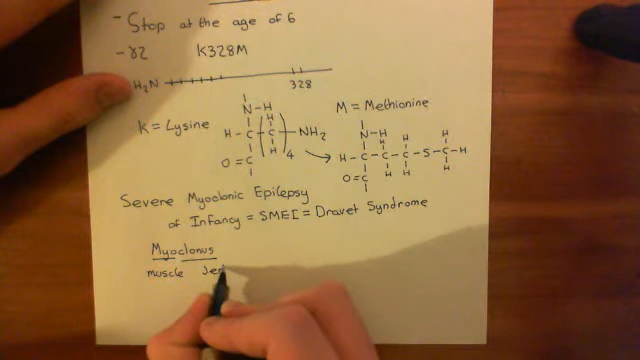 - Stop at the age of 6
- γ2 K328M
H₂N 328
K = Lysine
M = Methionine
N-H
H-C-(C)-NH₂
H
H
4
O=C
N-H
H H H
H-C-C-C-S-C-H
H H H
O=C
Severe Myoclonic Epilepsy
of Infancy = SMEI = Dravet Syndrome
Myoclonus
muscle Jer